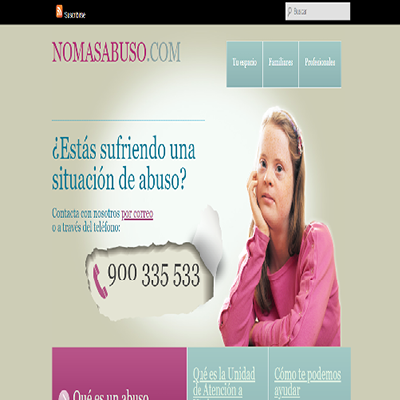 Suscribirse
Buscar
NOMASABUSO.COM
Tu espacio
Familiares
Profesionales
¿Estás sufriendo una
situación de abuso?
Contacta con nosotros por correo
o a través del teléfono:
900 335 533
Qué es un abuso
Qué es la Unidad
de Atención a
Cómo te podemos
ayudar